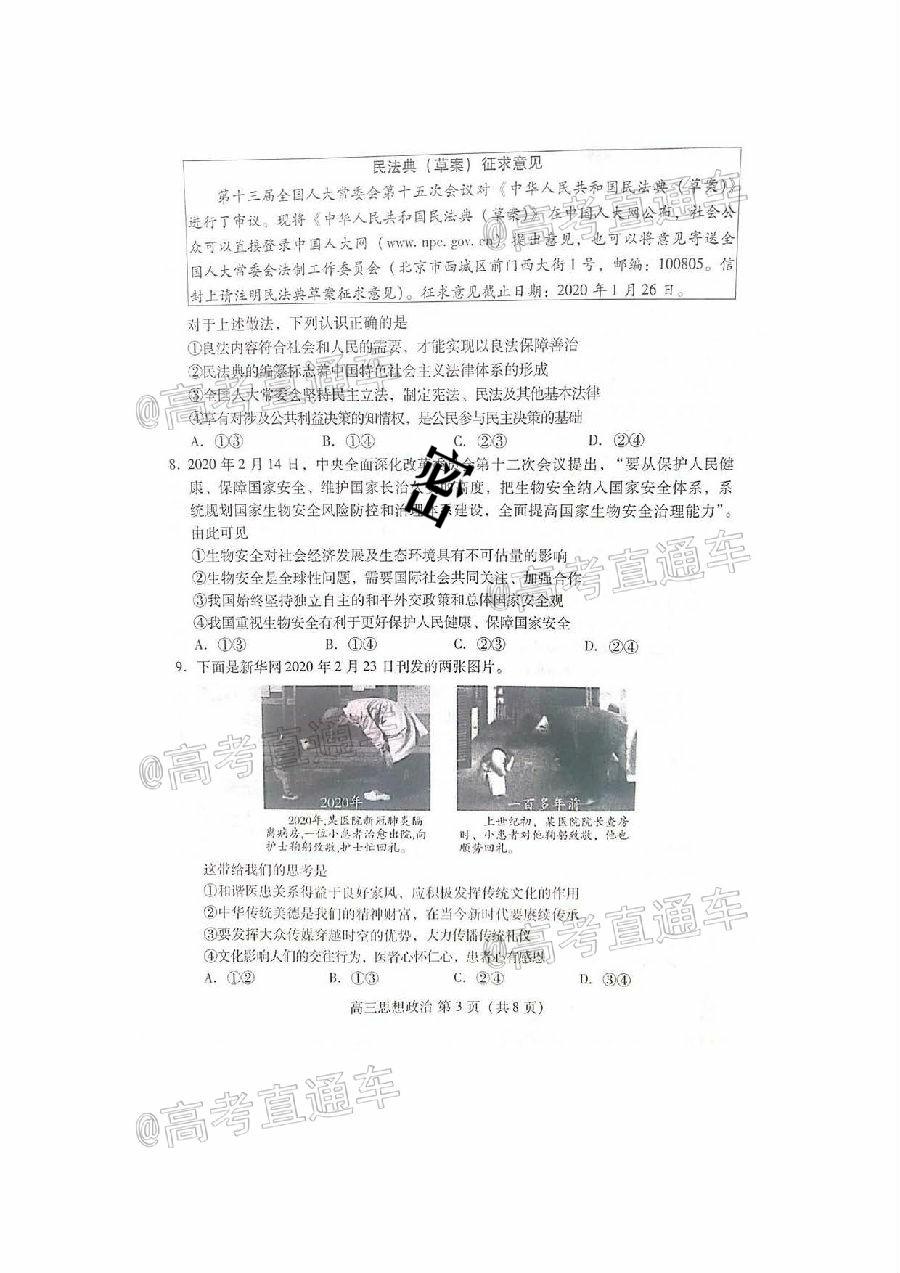 民法典（草案）征求意见
第十三届全国人大常委会第十五次会议对《中华人民共和国民法典（草案）》
进行了审议。现将《中华人民共和国民法典（草案）》在中国人大网公布，社会公
众可以直接登录中国人大网（www.npc.gov.cn）提出意见，也可以将意见寄送全
国人大常委会法制工作委员会（北京市西城区前门西大街1号，邮编：100805。信
封上请注明民法典草案征求意见）。征求意见截止日期：2020年1月26日。
对于上述做法，下列认识正确的是
①良法内容符合社会和人民的需要，才能实现以良法保障善治
②民法典的编纂标志着中国特色社会主义法律体系的形成
③全国人大常委会坚持民主立法，制定宪法、民法及其他基本法律
④享有对涉及公共利益决策的知情权，是公民参与民主决策的基础
A．①③ B．①④ C．②③ D．②④
8．2020年2月14日，中央全面深化改革委员会第十二次会议提出，“要从保护人民健
康、保障国家安全、维护国家长治久安的高度，把生物安全纳入国家安全体系，系
统规划国家生物安全风险防控和治理体系建设，全面提高国家生物安全治理能力”。
由此可见
①生物安全对社会经济发展及生态环境具有不可估量的影响
②生物安全是全球性问题，需要国际社会共同关注、加强合作
③我国始终坚持独立自主的和平外交政策和总体国家安全观
④我国重视生物安全有利于更好保护人民健康、保障国家安全
A．①③ B．①④ C．②③ D．②④
密
9．下面是新华网2020年2月23日刊发的两张图片。
2020年
一百多年前
2020年，某医院新冠肺炎隔
离病房，一位小患者治愈出院，向
护士鞠躬致敬，护士忙回礼。
上世纪初，某医院院长查房
时，小患者对他鞠躬致敬，他也
顺势回礼。
这带给我们的思考是
①和谐医患关系得益于良好家风，应积极发挥传统文化的作用
②中华传统美德是我们的精神财富，在当今新时代要赓续传承
③要发挥大众传媒穿越时空的优势，大力传播传统礼仪
④文化影响人们的交往行为，医者心怀仁心，患者心有感恩
A．①② B．①③ C．②④ D．③④
高三思想政治 第3页（共8页）
@高考直通车
@高考直通车
@高考直通车
@高考直通车
@高考直通车
@高考直通车
@高考直通车
@高考直通车